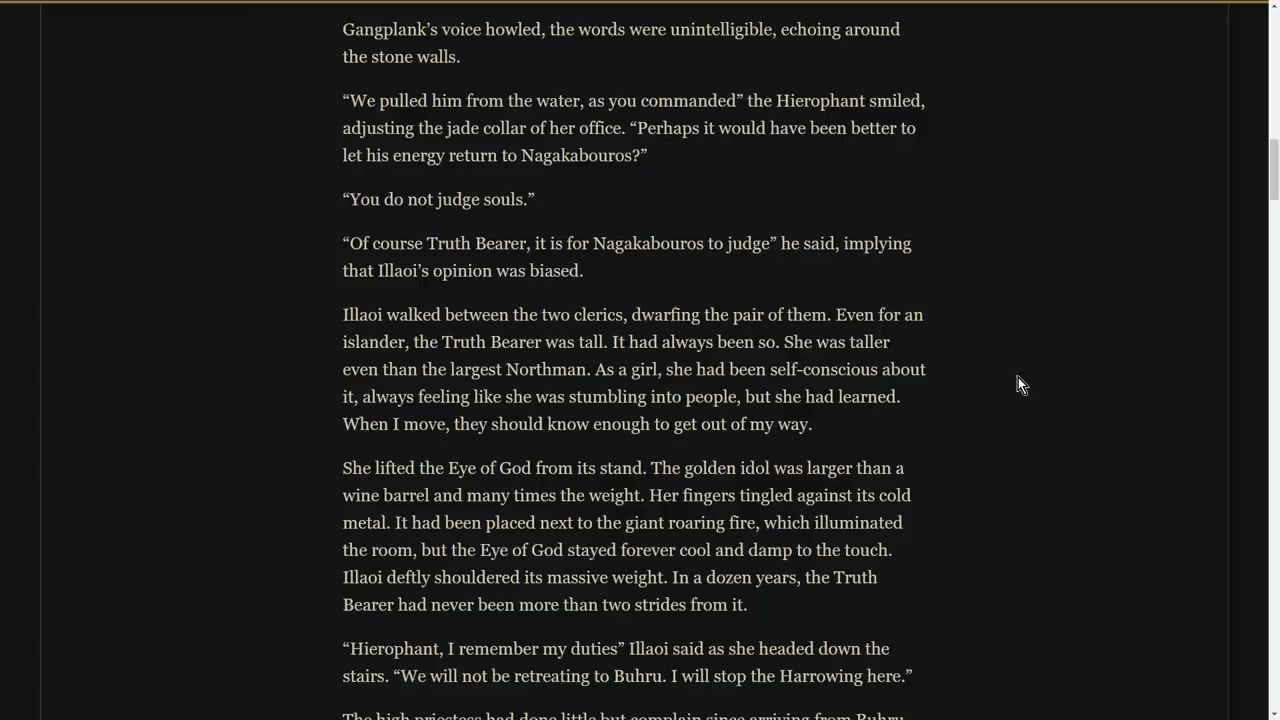 Gangplank’s voice howled, the words were unintelligible, echoing around
the stone walls.
“We pulled him from the water, as you commanded” the Hierophant smiled,
adjusting the jade collar of her office. “Perhaps it would have been better to
let his energy return to Nagakabouros?”
“You do not judge souls.”
“Of course Truth Bearer, it is for Nagakabouros to judge” he said, implying
that Illaoi’s opinion was biased.
Illaoi walked between the two clerics, dwarfing the pair of them. Even for an
islander, the Truth Bearer was tall. It had always been so. She was taller
even than the largest Northman. As a girl, she had been self-conscious about
it, always feeling like she was stumbling into people, but she had learned.
When I move, they should know enough to get out of my way.
She lifted the Eye of God from its stand. The golden idol was larger than a
wine barrel and many times the weight. Her fingers tingled against its cold
metal. It had been placed next to the giant roaring fire, which illuminated
the room, but the Eye of God stayed forever cool and damp to the touch.
Illaoi deftly shouldered its massive weight. In a dozen years, the Truth
Bearer had never been more than two strides from it.
“Hierophant, I remember my duties” Illaoi said as she headed down the
stairs. “We will not be retreating to Buhru. I will stop the Harrowing here.”
The high priestess had done little but complain since arriving from Buhru